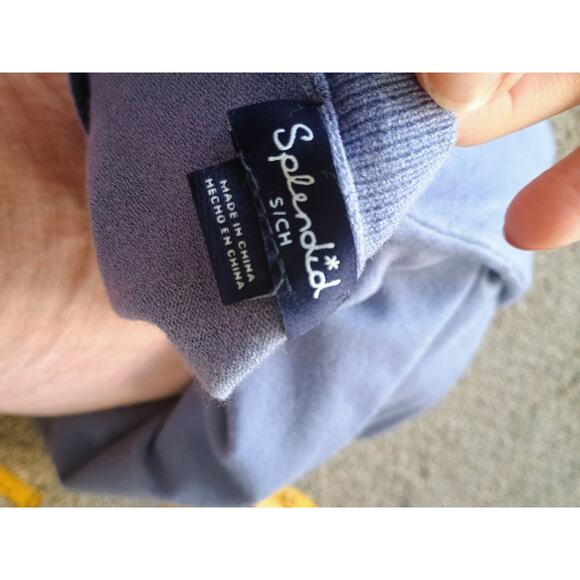 Splendid*
S/CH
MADE IN CHINA
HECHO EN CHINA